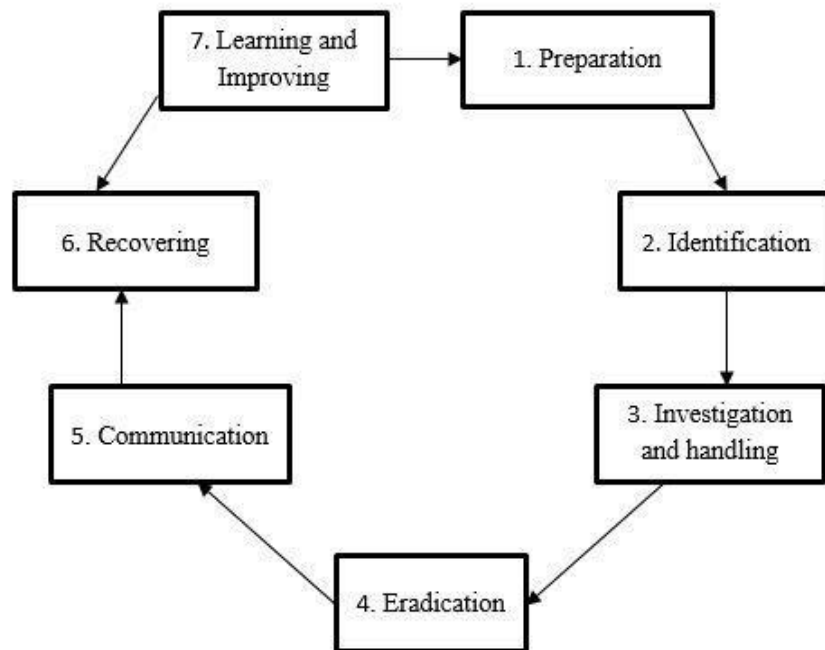 7. Learning and
Improving
1. Preparation
6. Recovering
2. Identification
5. Communication
3. Investigation
and handling
4. Eradication